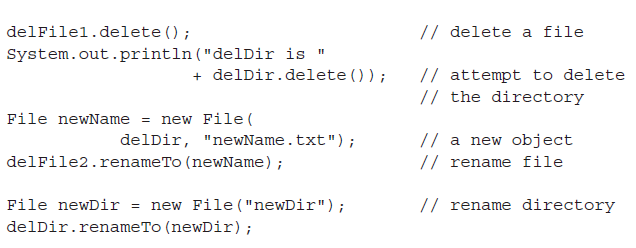 delFile1.delete(); // delete a file
System.out.println("delDir is "
+ delDir.delete()); // attempt to delete
// the directory
File newName = new File(
delDir, "newName.txt"); // a new object
delFile2.renameTo(newName); // rename file
File newDir = new File("newDir"); // rename directory
delDir.renameTo(newDir);